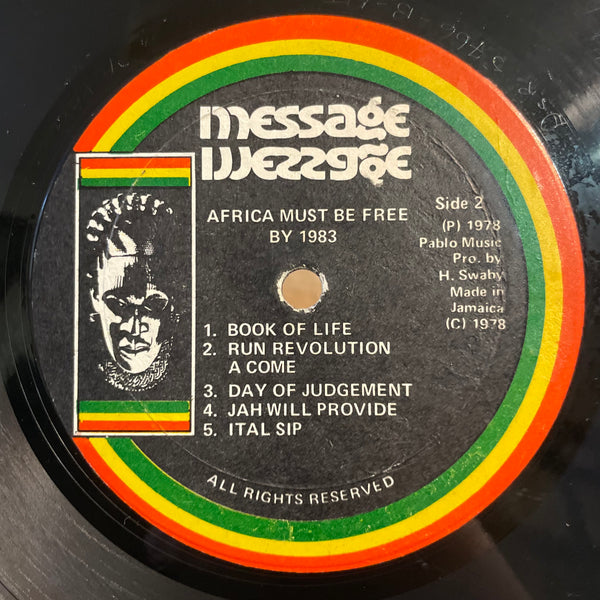 message
message
AFRICA MUST BE FREE
BY 1983
Side 2
(P) 1978
Pablo Music
Pro. by
H. Swaby
Made in
Jamaica
(C) 1978
1. BOOK OF LIFE
2. RUN REVOLUTION
A COME
3. DAY OF JUDGEMENT
4. JAH WILL PROVIDE
5. ITAL SIP
ALL RIGHTS RESERVED